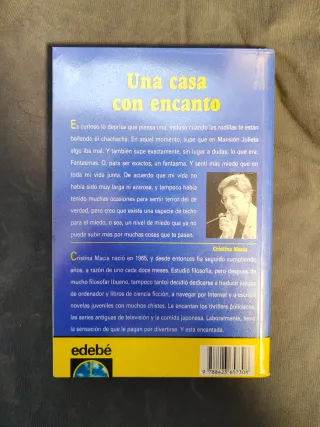 Una casa
con encanto
Es curioso lo deprisa que piensa uno, incluso cuando las rodillas te están
bailando el chachachá. En aquel momento, supe que en Mansión Julieta
algo iba mal. Y también supe exactamente, sin lugar a dudas, lo que era.
Fantasmas. O, para ser exactos, un fantasma. Y sentí más miedo que en
toda mi vida junta. De acuerdo que mi vida no
había sido muy larga ni azarosa, y tampoco había
tenido muchas ocasiones para sentir terror del de
verdad, pero creo que existe una especie de techo
para el miedo, o sea, un nivel de miedo que ya no
puede subir más por muchas cosas que te pasen.
Cristina Macía
Cristina Macía nació en 1965, y desde entonces ha seguido cumpliendo
años, a razón de uno cada doce meses. Estudió filosofía, pero después de
mucho filosofar bueno, tampoco tanto) decidió dedicarse a traducir juegos
de ordenador y libros de ciencia ficción, a navegar por Internet y a escribir
novelas juveniles con muchos chistes. Le encantan los thrillers policíacos,
las series antiguas de televisión y la comida japonesa. Laboralmente, tiene
la sensación de que le pagan por divertirse. Y está encantada.
edebé
9 788423